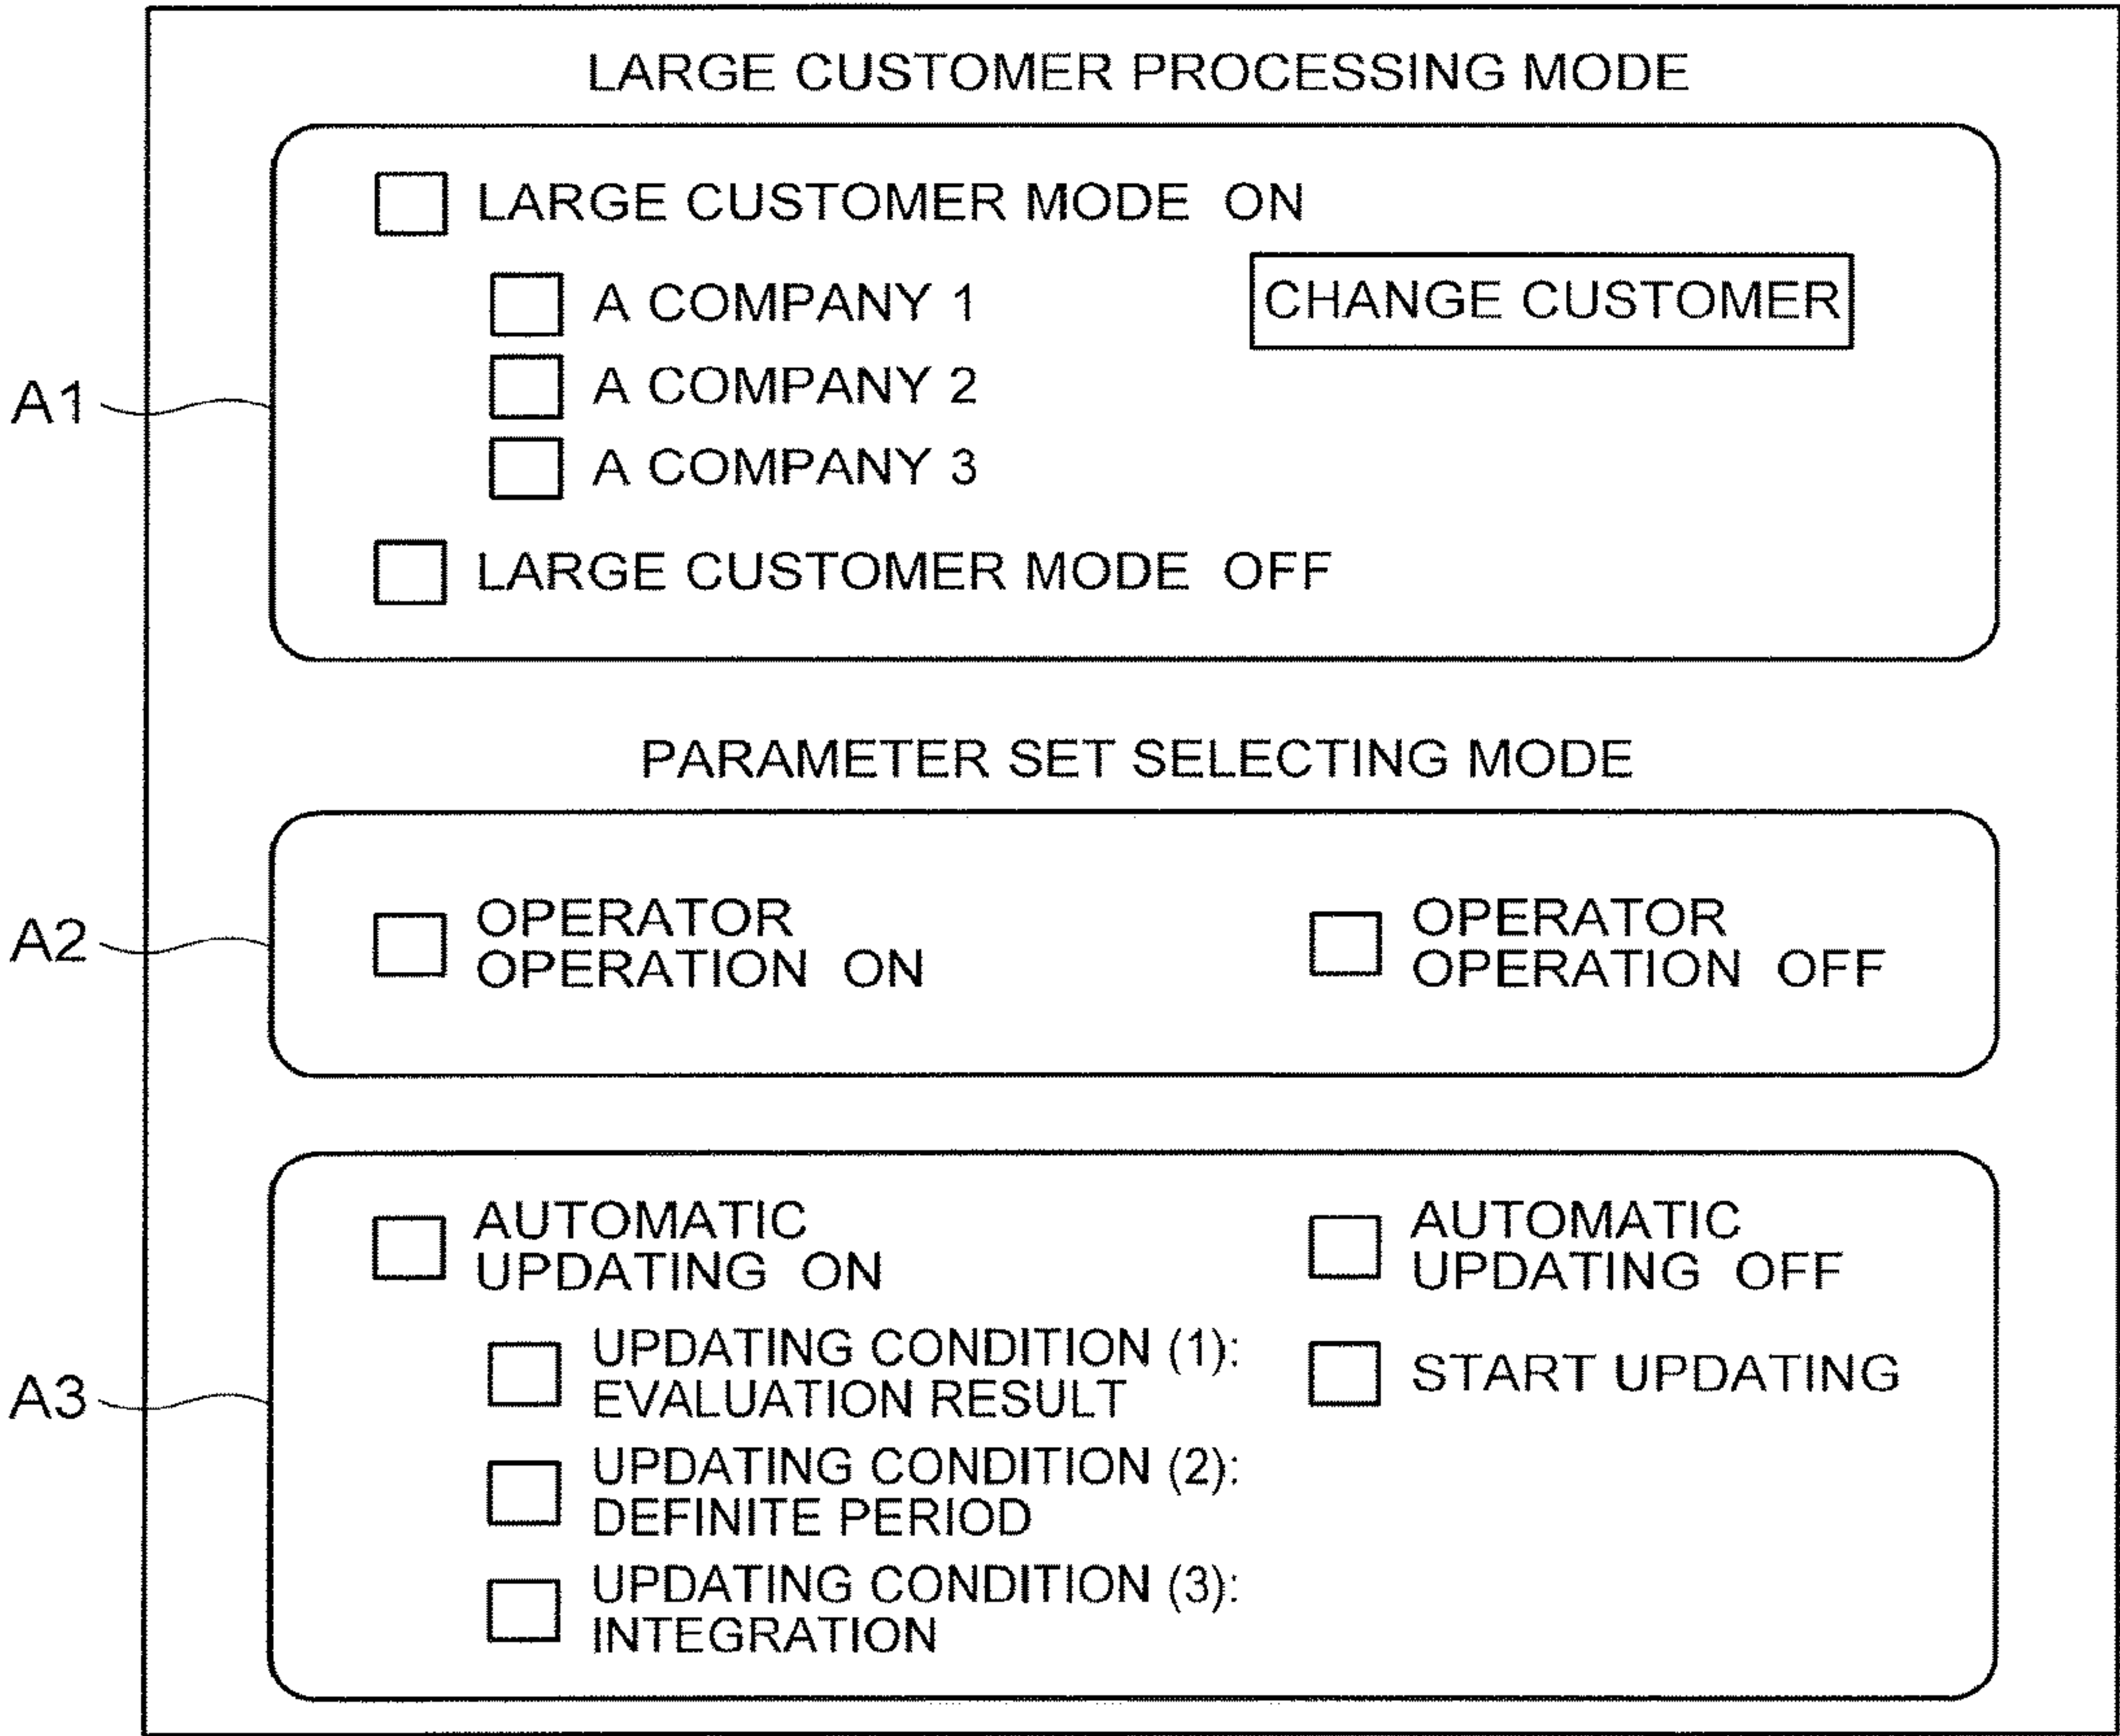 LARGE CUSTOMER PROCESSING MODE
LARGE CUSTOMER MODE ON
A COMPANY 1
CHANGE CUSTOMER
A COMPANY 2
A1
A COMPANY 3
LARGE CUSTOMER MODE OFF
PARAMETER SET SELECTING MODE
A2
OPERATOR
OPERATION ON
OPERATOR
OPERATION OFF
AUTOMATIC
UPDATING ON
AUTOMATIC
UPDATING OFF
A3
UPDATING CONDITION (1):
EVALUATION RESULT
START UPDATING
UPDATING CONDITION (2):
DEFINITE PERIOD
UPDATING CONDITION (3):
INTEGRATION